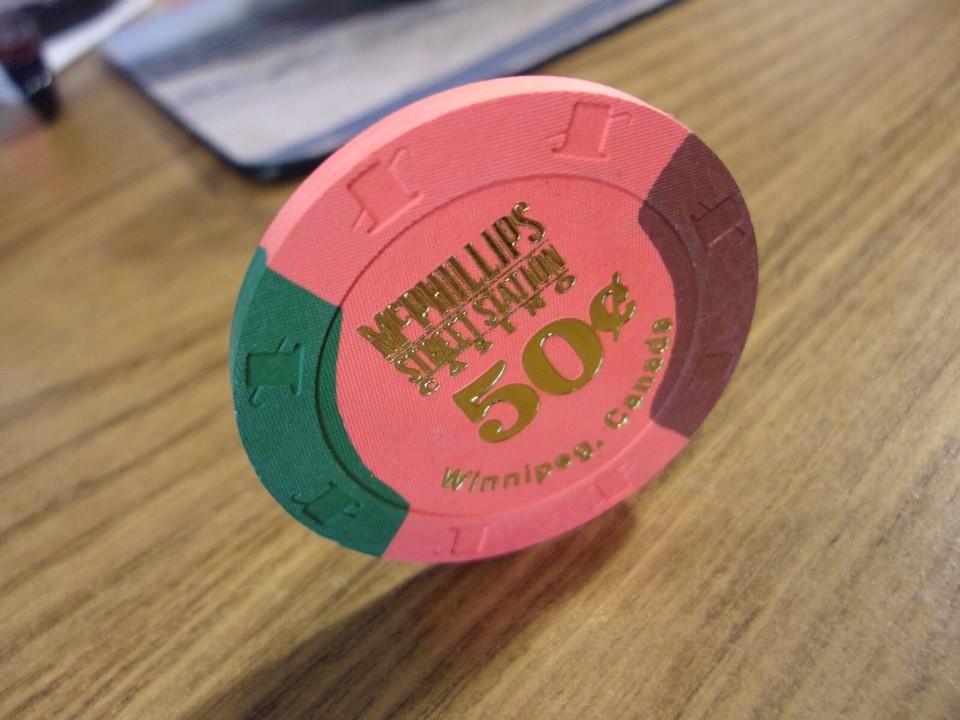 McPHILLIPS
STREET STATION
CASINO
50¢
Winnipeg, Canada